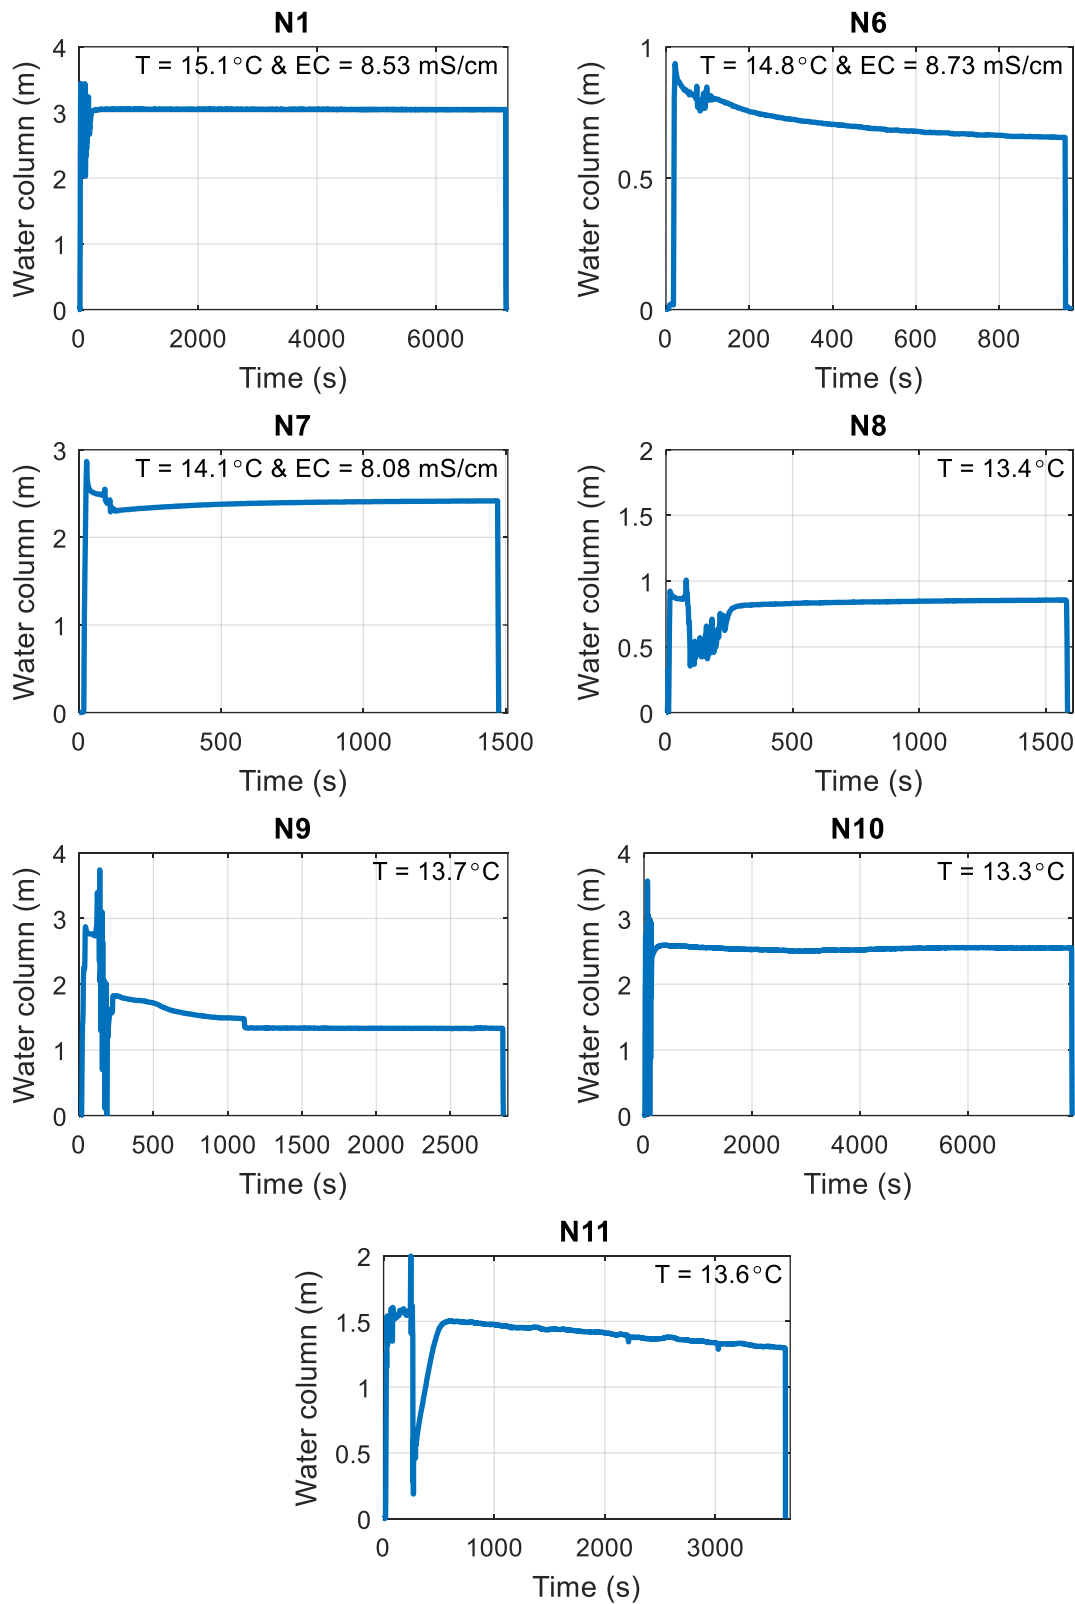 N1
T = 15.1°C & EC = 8.53 mS/cm
Water column (m)
4
3
2
1
0
0 2000 4000 6000
Time (s)
N6
T = 14.8°C & EC = 8.73 mS/cm
Water column (m)
1
0.5
0
0 200 400 600 800
Time (s)
N7
T = 14.1°C & EC = 8.08 mS/cm
Water column (m)
3
2
1
0
0 500 1000 1500
Time (s)
N8
T = 13.4°C
Water column (m)
2
1.5
1
0.5
0
0 500 1000 1500
Time (s)
N9
T = 13.7°C
Water column (m)
4
3
2
1
0
0 500 1000 1500 2000 2500
Time (s)
N10
T = 13.3°C
Water column (m)
4
3
2
1
0
0 2000 4000 6000
Time (s)
N11
T = 13.6°C
Water column (m)
2
1.5
1
0.5
0
0 1000 2000 3000
Time (s)